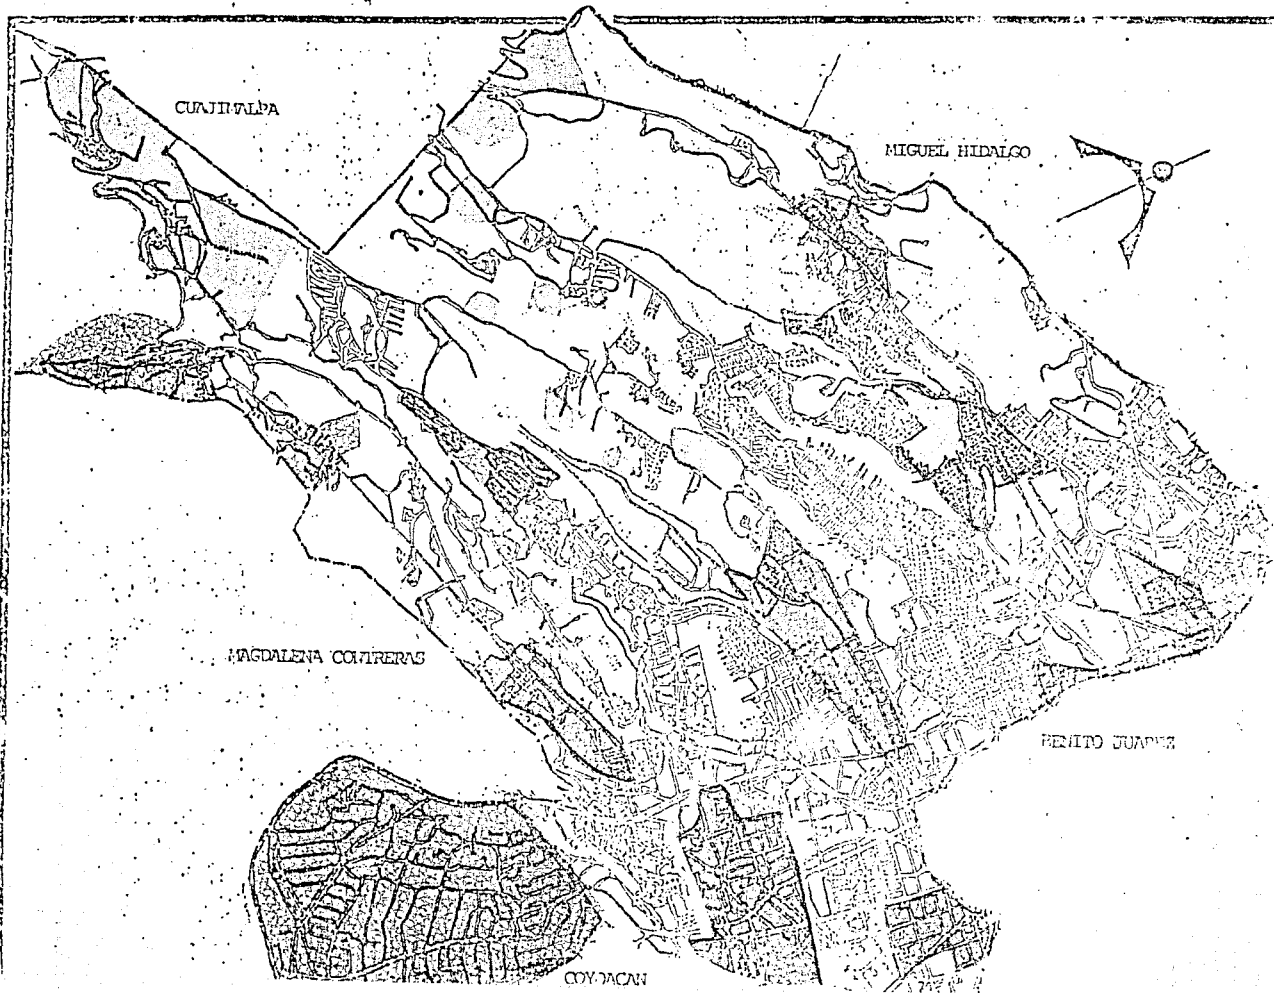 CUAJIMALPA
MIGUEL HIDALGO
MAGDALENA CONTRERAS
BENITO JUAREZ
COYOACAN